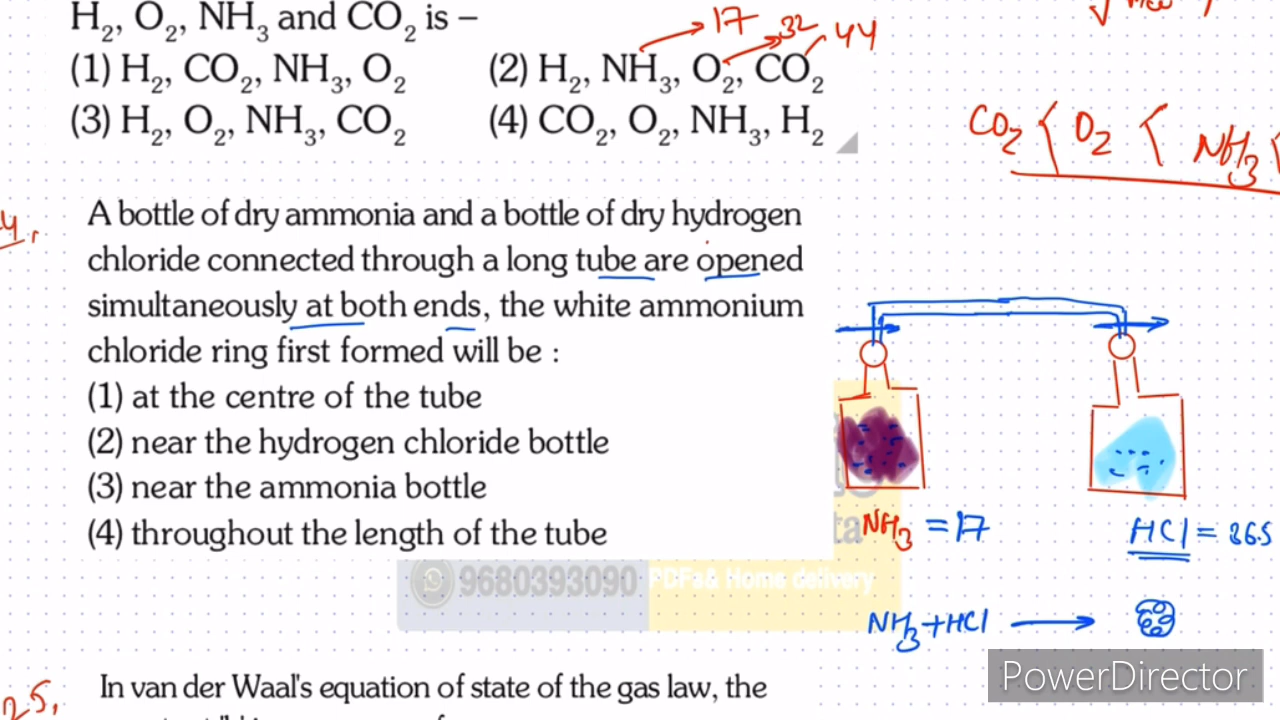 H₂, O₂, NH₃ and CO₂ is –
17
32
44
(1) H₂, CO₂, NH₃, O₂ (2) H₂, NH₃, O₂, CO₂
(3) H₂, O₂, NH₃, CO₂ (4) CO₂, O₂, NH₃, H₂
CO₂ < O₂ < NH₃
4.
A bottle of dry ammonia and a bottle of dry hydrogen
chloride connected through a long tube are opened
simultaneously at both ends, the white ammonium
chloride ring first formed will be :
(1) at the centre of the tube
(2) near the hydrogen chloride bottle
(3) near the ammonia bottle
(4) throughout the length of the tube
NH₃ = 17
HCl = 36.5
9680393090 PDFs & Home delivery
NH₃ + HCl →
PowerDirector
25.
In van der Waal's equation of state of the gas law, the